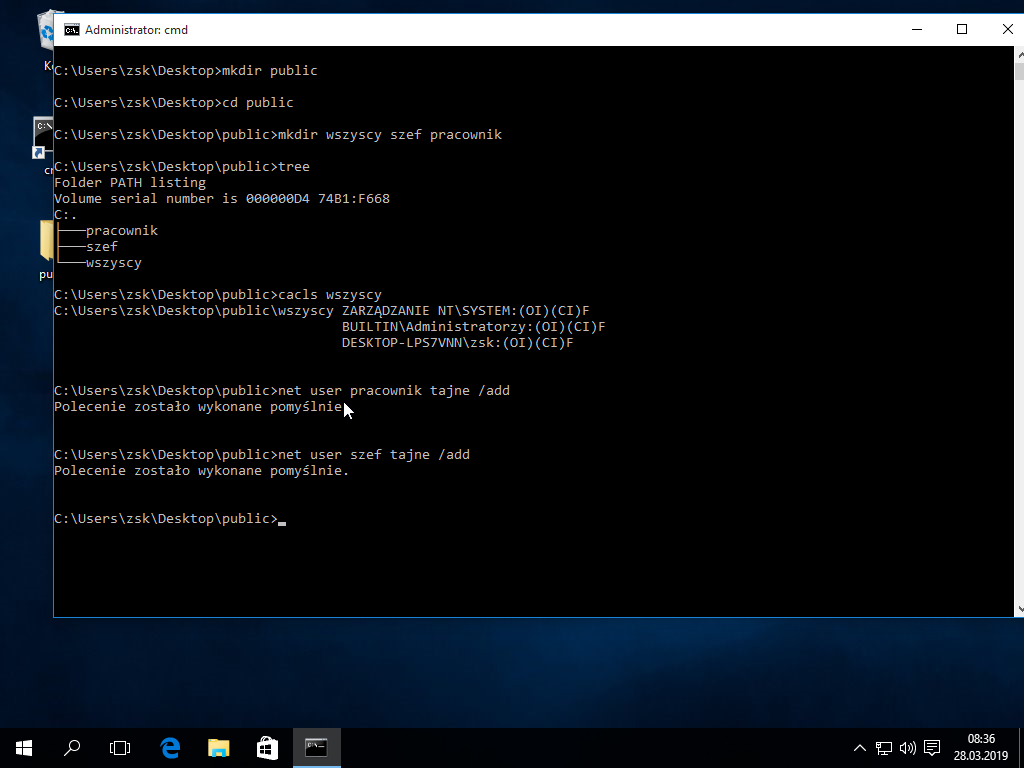 Administrator: cmd
C:\Users\zsk\Desktop>mkdir public
C:\Users\zsk\Desktop>cd public
C:\Users\zsk\Desktop\public>mkdir wszyscy szef pracownik
C:\Users\zsk\Desktop\public>tree
Folder PATH listing
Volume serial number is 000000D4 74B1:F668
C:.
├───pracownik
├───szef
└───wszyscy
C:\Users\zsk\Desktop\public>cacls wszyscy
C:\Users\zsk\Desktop\public\wszyscy ZARZĄDZANIE NT\SYSTEM:(OI)(CI)F
BUILTIN\Administratorzy:(OI)(CI)F
DESKTOP-LPS7VNN\zsk:(OI)(CI)F
C:\Users\zsk\Desktop\public>net user pracownik tajne /add
Polecenie zostało wykonane pomyślnie
C:\Users\zsk\Desktop\public>net user szef tajne /add
Polecenie zostało wykonane pomyślnie.
C:\Users\zsk\Desktop\public>
08:36
28.03.2019